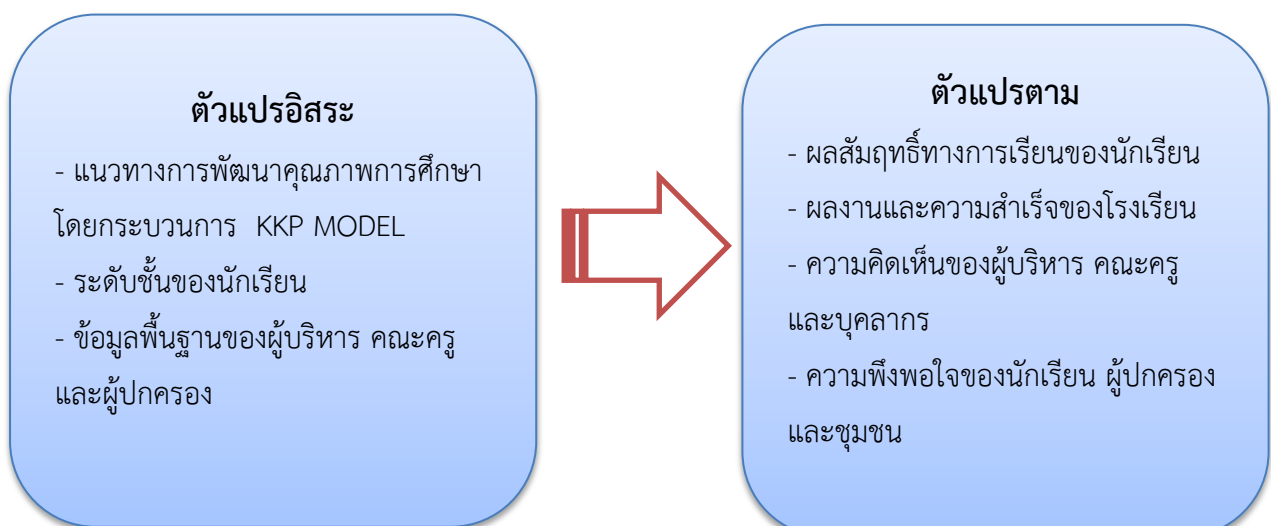 ตัวแปรอิสระ
- แนวทางการพัฒนาคุณภาพการศึกษา
โดยกระบวนการ KKP MODEL
- ระดับชั้นของนักเรียน
- ข้อมูลพื้นฐานของผู้บริหาร คณะครู
และผู้ปกครอง
ตัวแปรตาม
- ผลสัมฤทธิ์ทางการเรียนของนักเรียน
- ผลงานและความสำเร็จของโรงเรียน
- ความคิดเห็นของผู้บริหาร คณะครู
และบุคลากร
- ความพึงพอใจของนักเรียน ผู้ปกครอง
และชุมชน